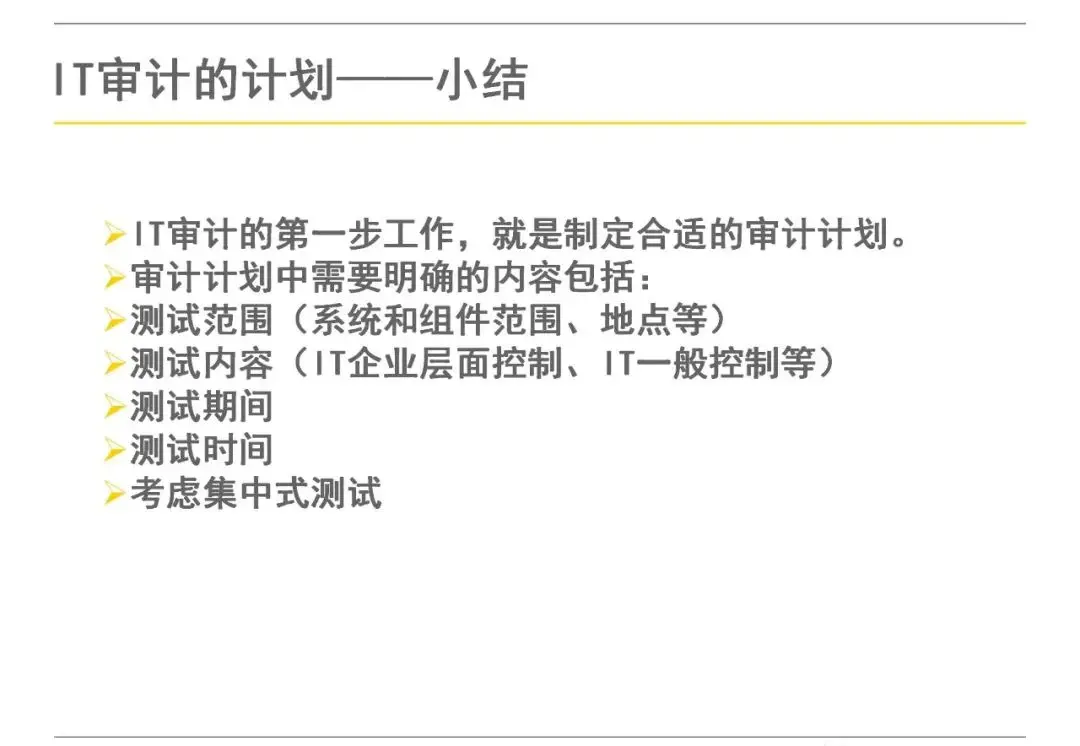 IT审计的计划——小结
➢IT审计的第一步工作，就是制定合适的审计计划。
➢审计计划中需要明确的内容包括：
➢测试范围（系统和组件范围、地点等）
➢测试内容（IT企业层面控制、IT一般控制等）
➢测试期间
➢测试时间
➢考虑集中式测试